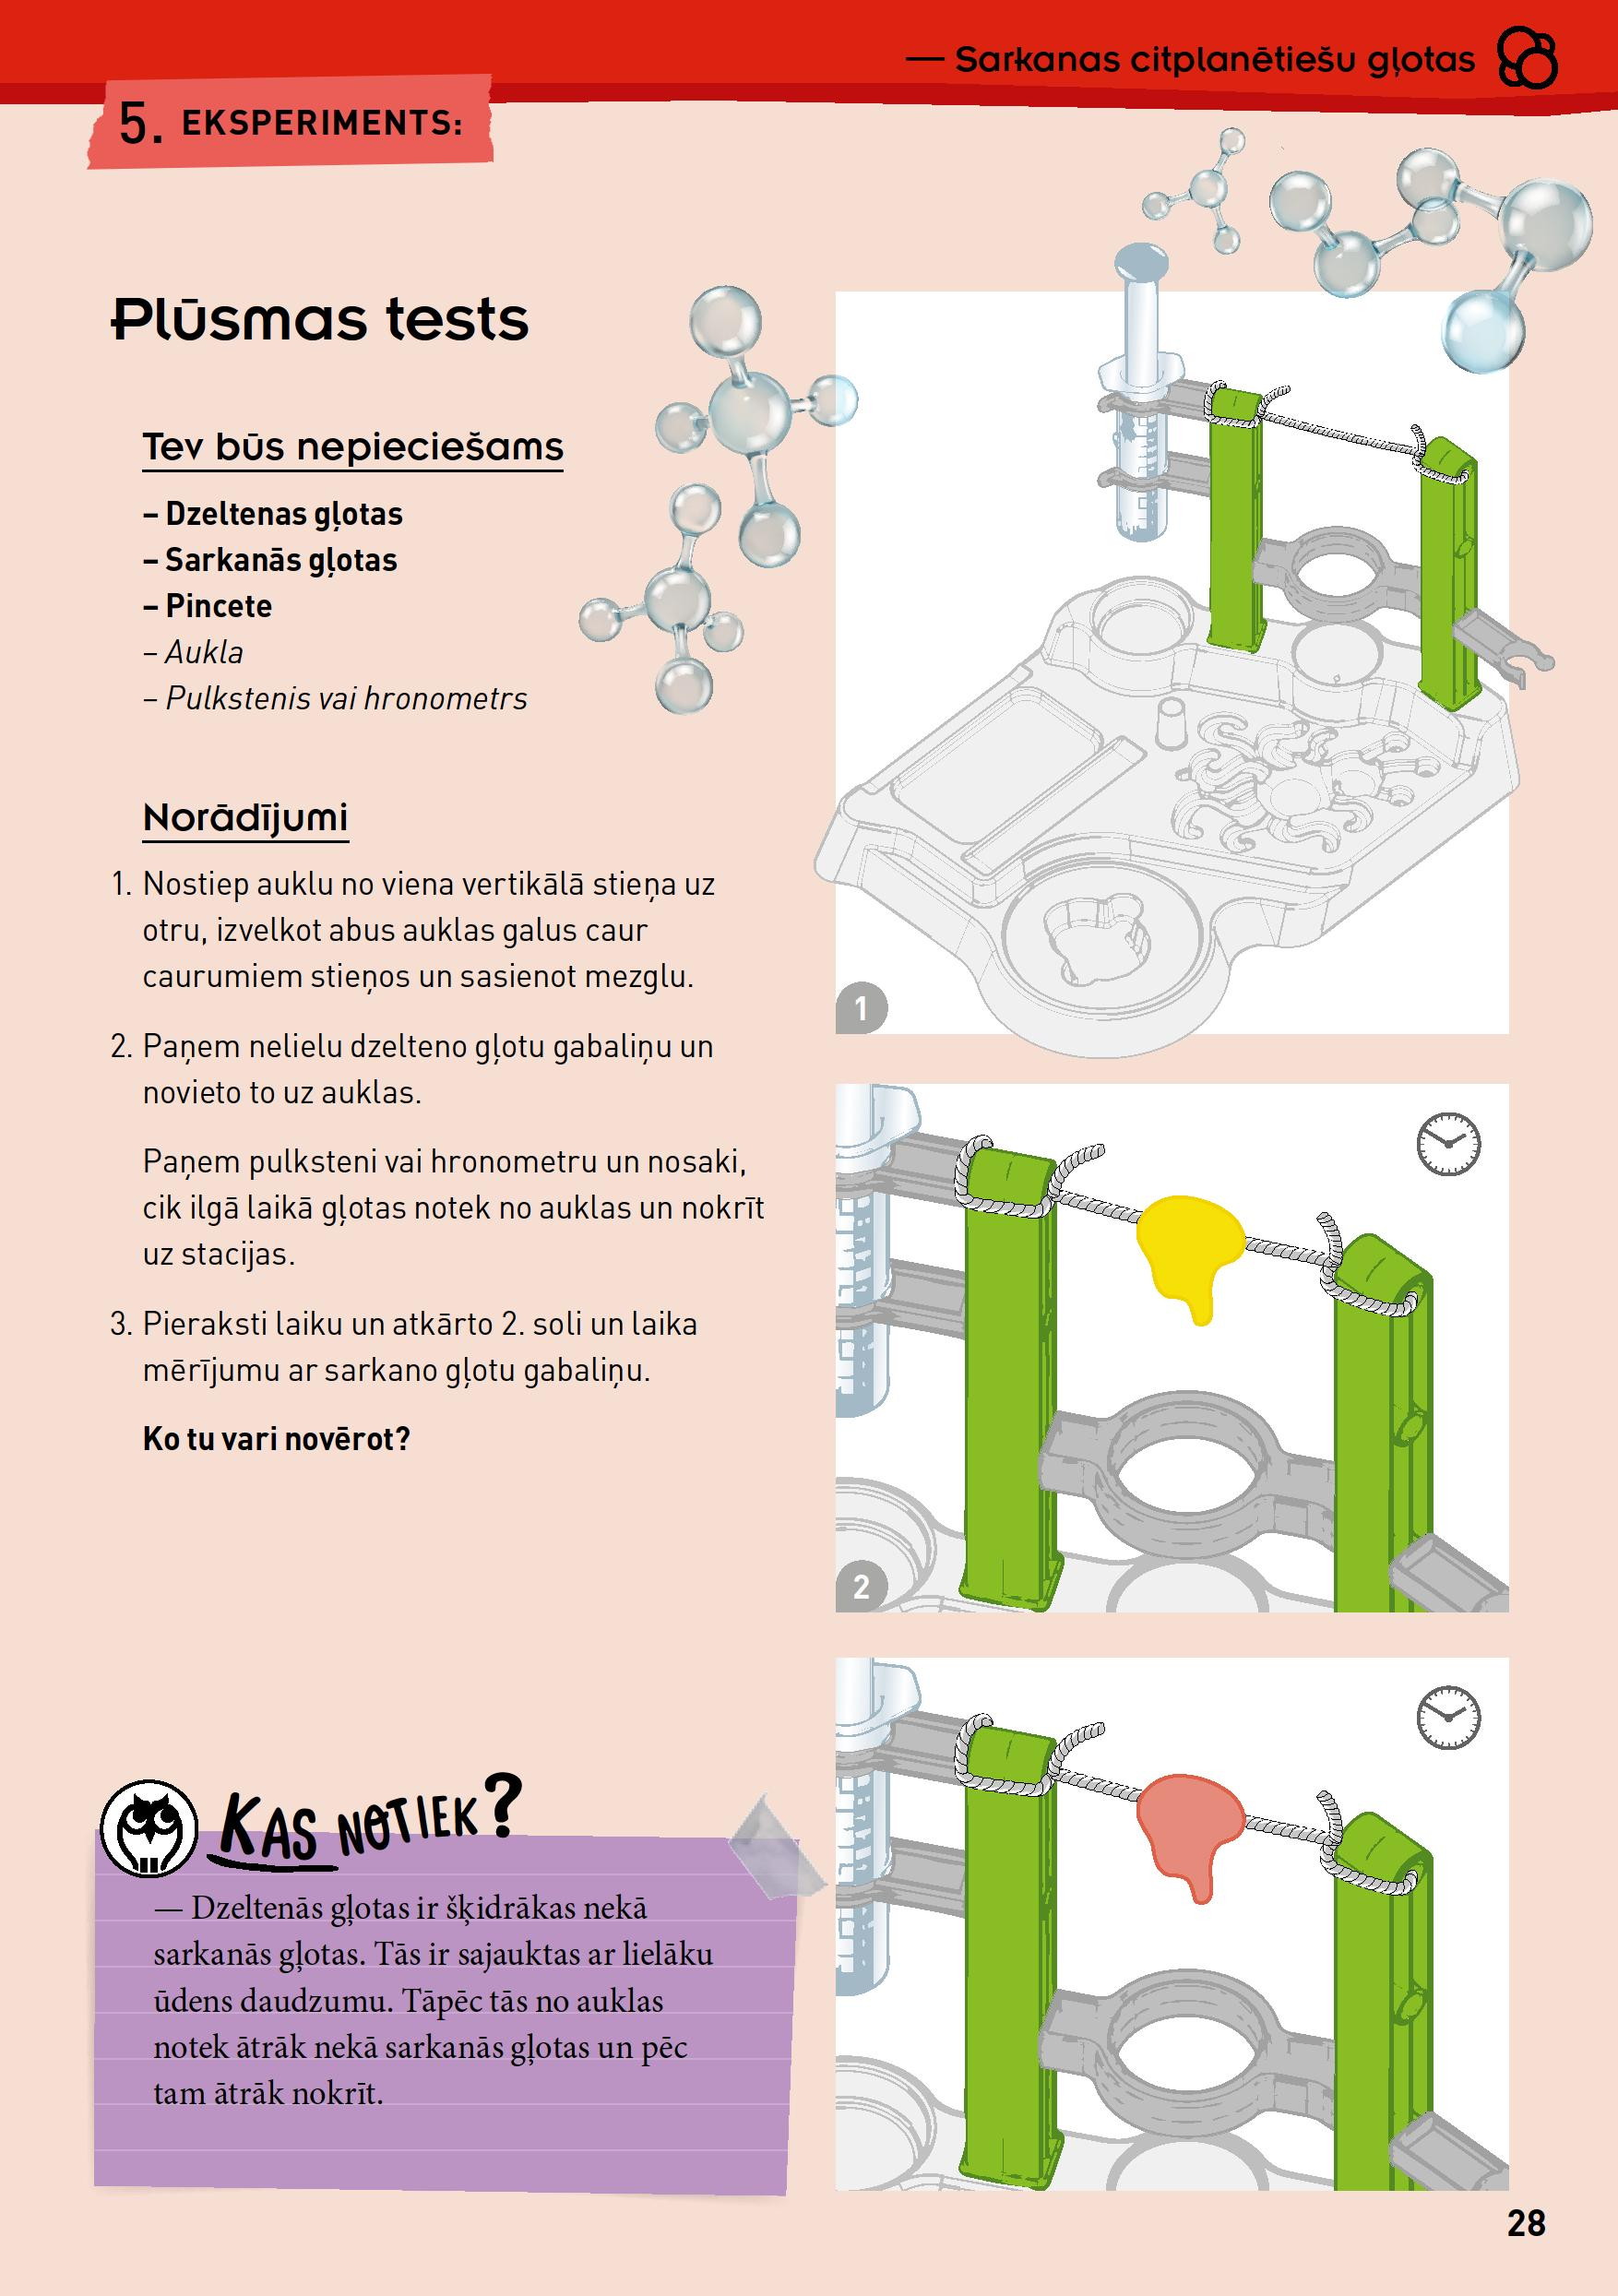 — Sarkanas citplanētiešu gļotas
5. EKSPERIMENTS:
Plūsmas tests
Tev būs nepieciešams
– Dzeltenas gļotas
– Sarkanās gļotas
– Pincete
– Aukla
– Pulkstenis vai hronometrs
Norādījumi
1. Nostiep auklu no viena vertikālā stieņa uz
otru, izvelkot abus auklas galus caur
caurumiem stieņos un sasienot mezglu.
2. Paņem nelielu dzelteno gļotu gabaliņu un
novieto to uz auklas.
Paņem pulksteni vai hronometru un nosaki,
cik ilgā laikā gļotas notek no auklas un nokrīt
uz stacijas.
3. Pieraksti laiku un atkārto 2. soli un laika
mērījumu ar sarkano gļotu gabaliņu.
Ko tu vari novērot?
1
2
KAS NOTIEK?
— Dzeltenās gļotas ir šķidrākas nekā
sarkanās gļotas. Tās ir sajauktas ar lielāku
ūdens daudzumu. Tāpēc tās no auklas
notek ātrāk nekā sarkanās gļotas un pēc
tam ātrāk nokrīt.
28